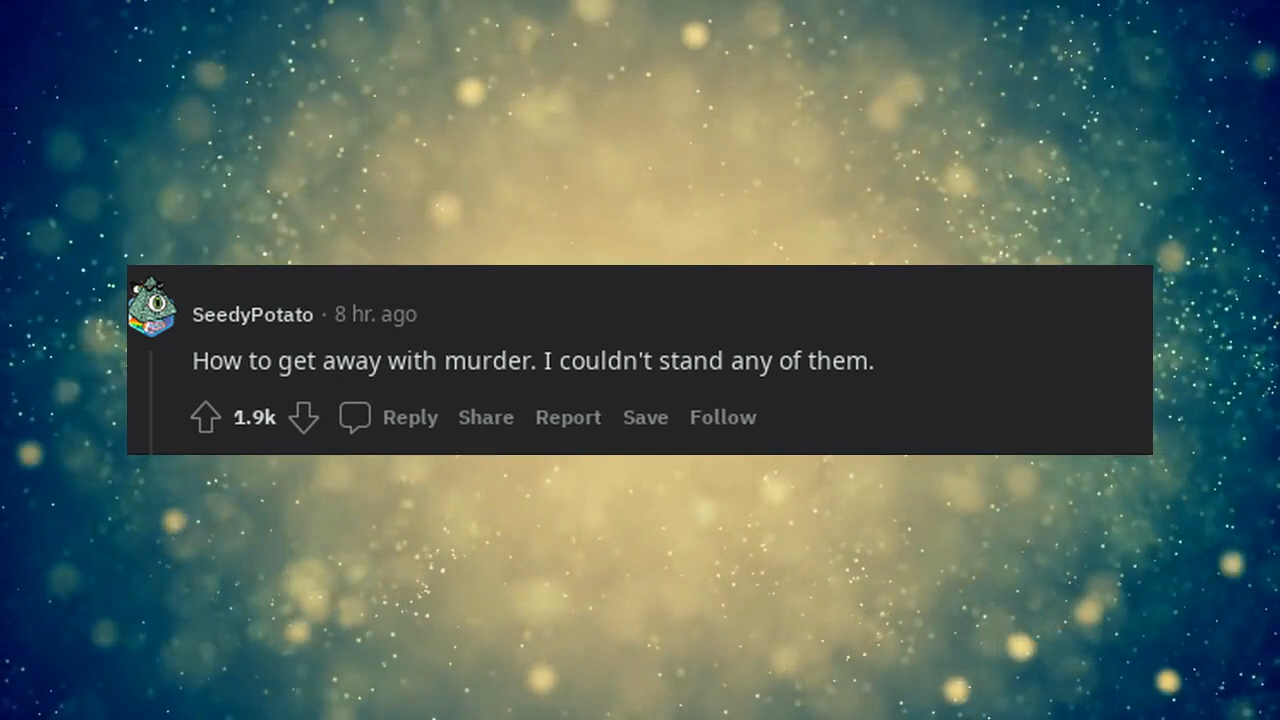 SeedyPotato · 8 hr. ago
How to get away with murder. I couldn't stand any of them.
1.9k Reply Share Report Save Follow